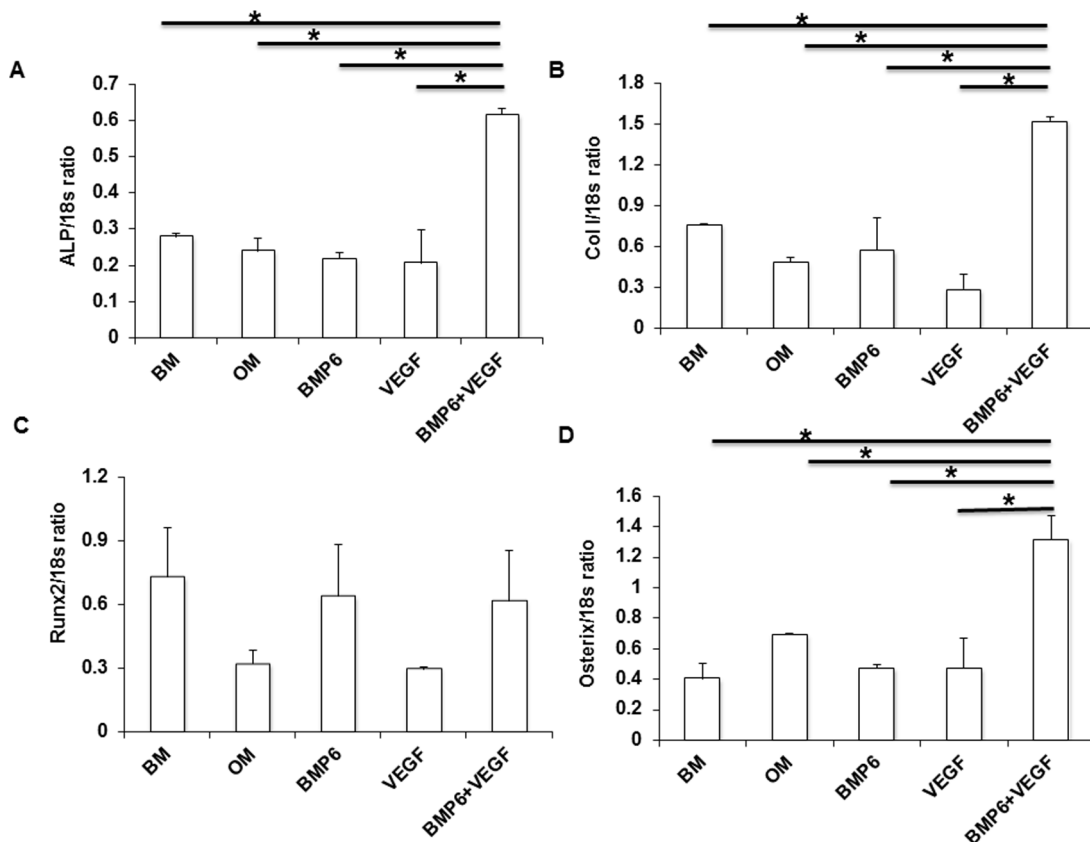 *
*
*
*
A
ALP/18s ratio
0.7
0.6
0.5
0.4
0.3
0.2
0.1
0
BM
OM
BMP6
VEGF
BMP6+VEGF
*
*
*
*
B
Col I/18s ratio
1.8
1.5
1.2
0.9
0.6
0.3
0
BM
OM
BMP6
VEGF
BMP6+VEGF
C
Runx2/18s ratio
1.2
0.9
0.6
0.3
0
BM
OM
BMP6
VEGF
BMP6+VEGF
D
*
*
*
*
Osterix/18s ratio
1.6
1.4
1.2
1
0.8
0.6
0.4
0.2
0
BM
OM
BMP6
VEGF
BMP6+VEGF